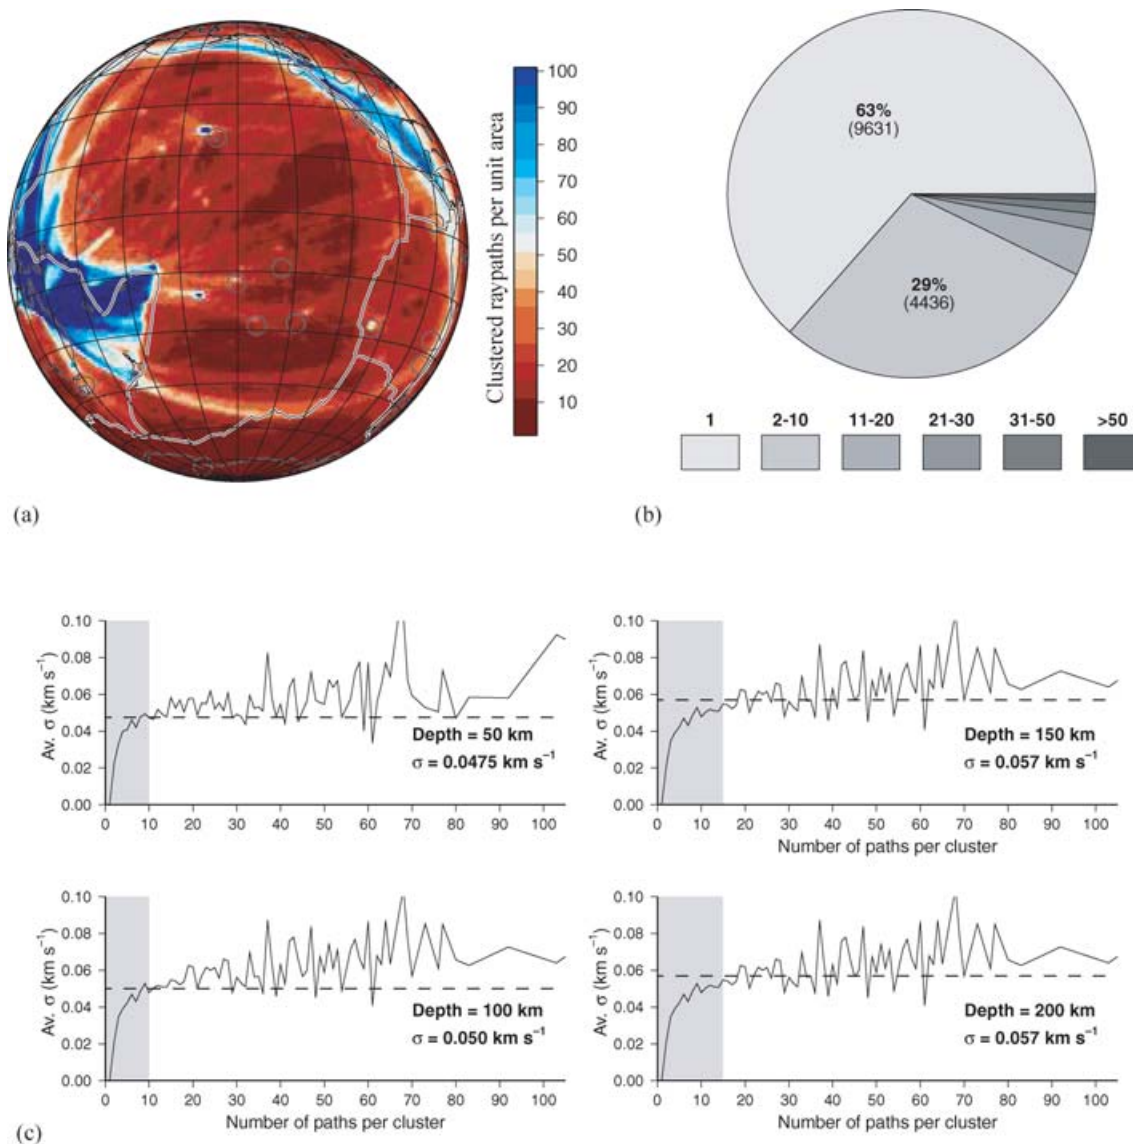 100
90
80
70
60
50
40
30
20
10
Clustered raypaths per unit area
(a)
63%
(9631)
29%
(4436)
1 2-10 11-20 21-30 31-50 >50
(b)
0.10
0.08
0.06
0.04
0.02
0.00
Av. σ (km s⁻¹)
Depth = 50 km
σ = 0.0475 km s⁻¹
0 10 20 30 40 50 60 70 80 90 100
0.10
0.08
0.06
0.04
0.02
0.00
Av. σ (km s⁻¹)
Depth = 150 km
σ = 0.057 km s⁻¹
0 10 20 30 40 50 60 70 80 90 100
Number of paths per cluster
0.10
0.08
0.06
0.04
0.02
0.00
Av. σ (km s⁻¹)
Depth = 100 km
σ = 0.050 km s⁻¹
0 10 20 30 40 50 60 70 80 90 100
Number of paths per cluster
0.10
0.08
0.06
0.04
0.02
0.00
Av. σ (km s⁻¹)
Depth = 200 km
σ = 0.057 km s⁻¹
0 10 20 30 40 50 60 70 80 90 100
Number of paths per cluster
(c)